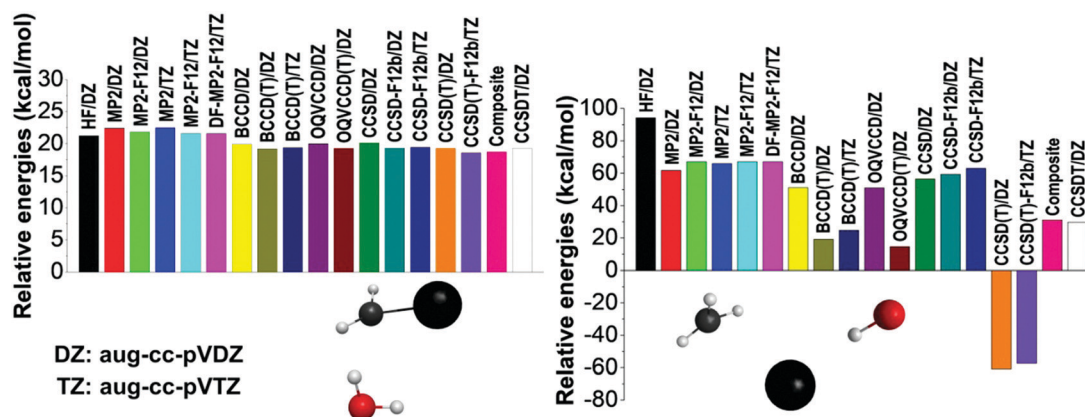 Relative energies (kcal/mol)
30
25
20
15
10
5
0
HF/DZ
MP2/DZ
MP2-F12/DZ
MP2/TZ
MP2-F12/TZ
DF-MP2-F12/TZ
BCCD/DZ
BCCD(T)/DZ
BCCD(T)/TZ
OQVCCD/DZ
OQVCCD(T)/DZ
CCSD/DZ
CCSD-F12b/DZ
CCSD-F12b/TZ
CCSD(T)/DZ
CCSD(T)-F12b/TZ
Composite
CCSDT/DZ
DZ: aug-cc-pVDZ
TZ: aug-cc-pVTZ
Relative energies (kcal/mol)
100
80
60
40
20
0
-20
-40
-60
-80
HF/DZ
MP2/DZ
MP2-F12/DZ
MP2/TZ
MP2-F12/TZ
DF-MP2-F12/TZ
BCCD/DZ
BCCD(T)/DZ
BCCD(T)/TZ
OQVCCD/DZ
OQVCCD(T)/DZ
CCSD/DZ
CCSD-F12b/DZ
CCSD-F12b/TZ
CCSD(T)/DZ
CCSD(T)-F12b/TZ
Composite
CCSDT/DZ